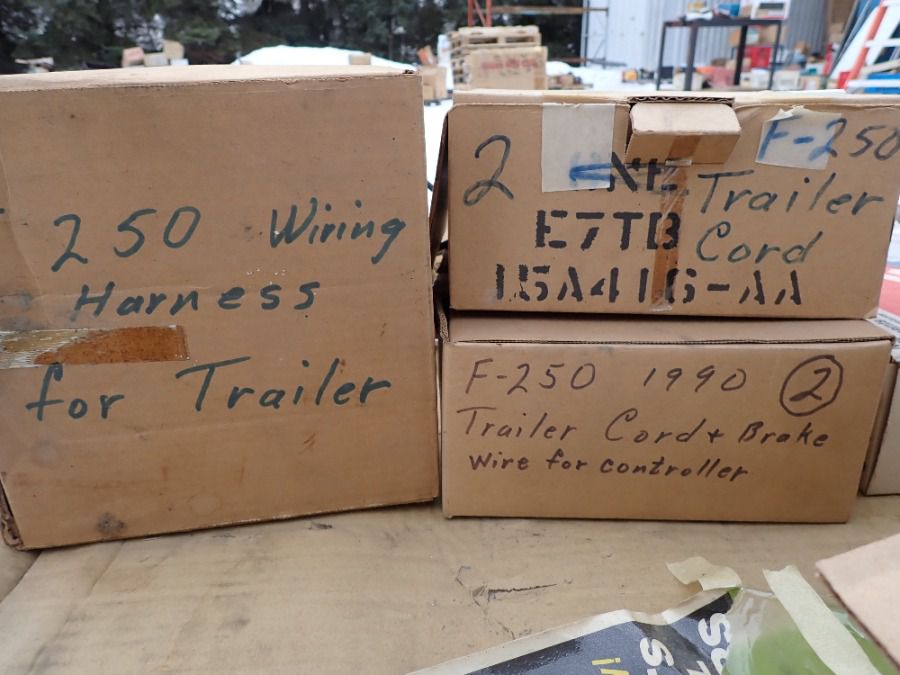 250 Wiring
Harness
for Trailer
2
F-250
Trailer
Cord
E7TB
15A416-AA
F-250 1990 2
Trailer Cord + Brake
Wire for controller